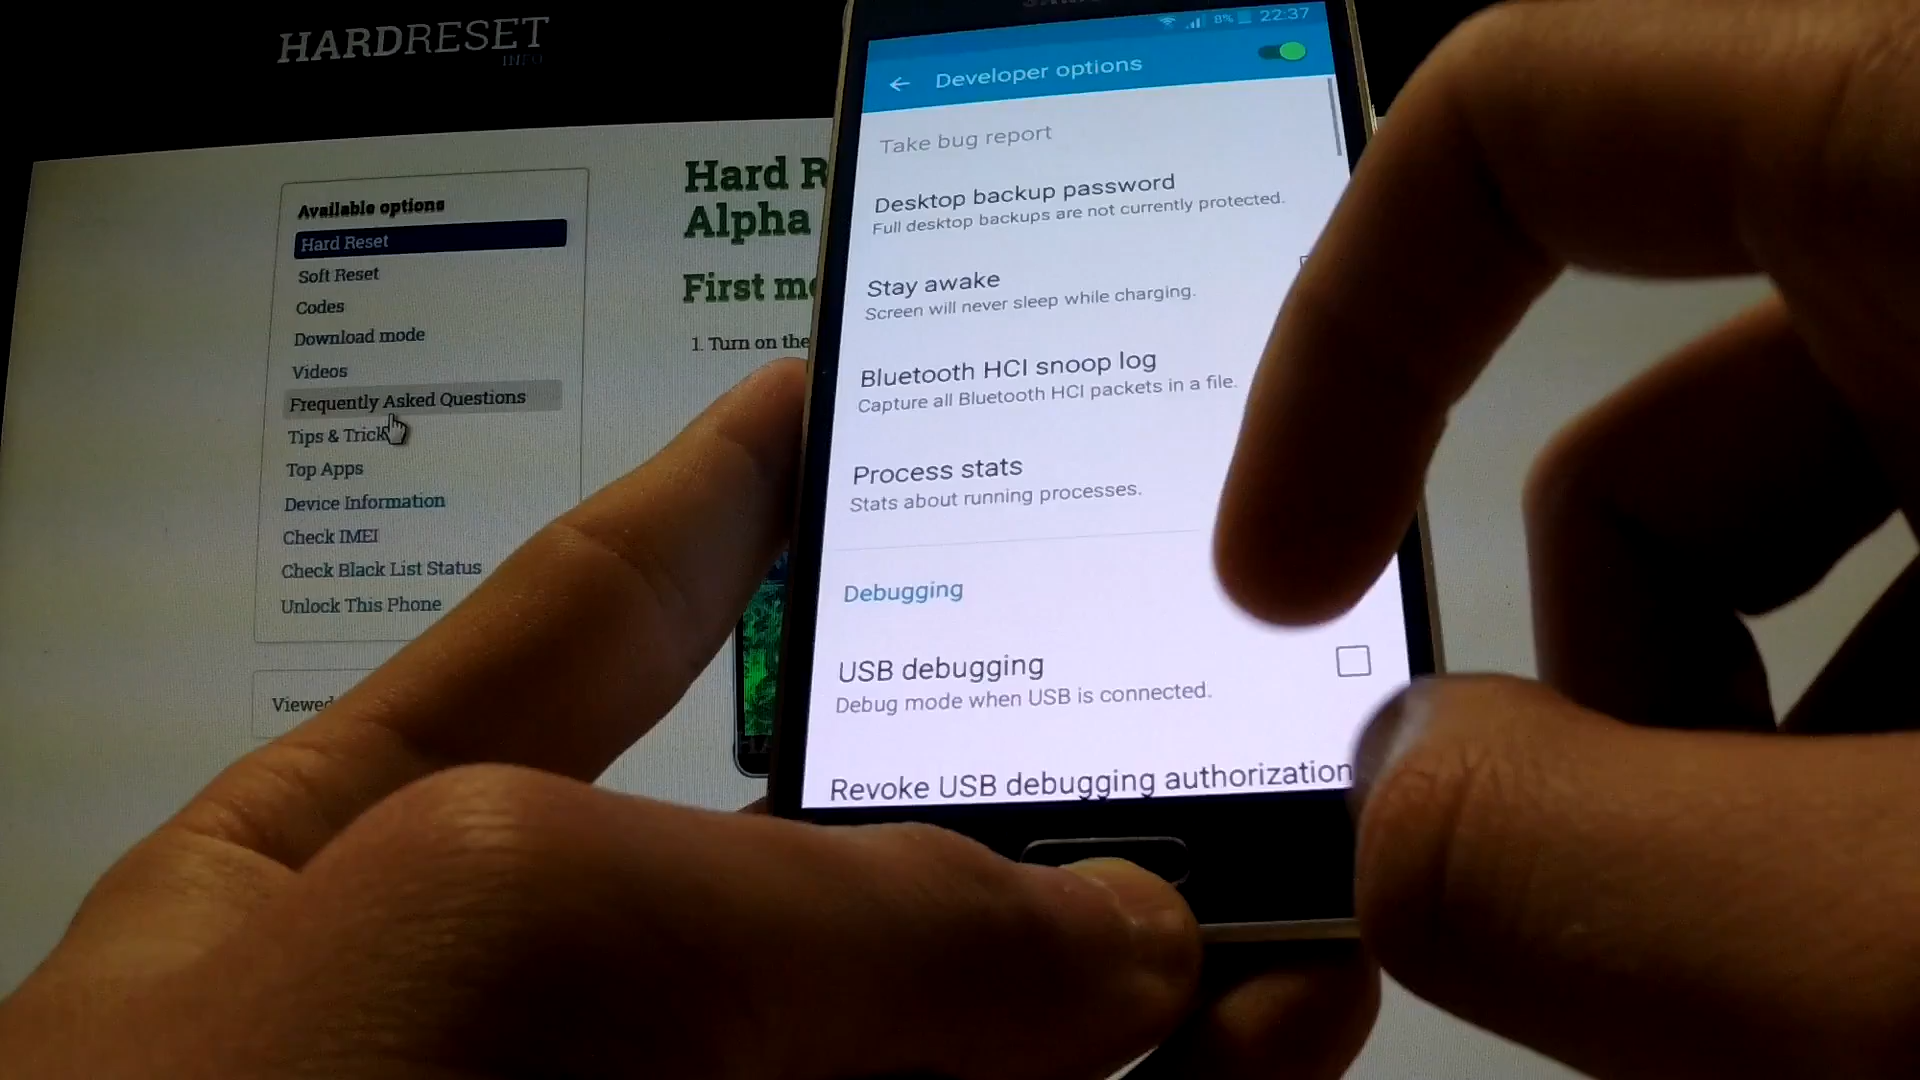 HARDRESET
INFO
Available options
Hard Reset
Soft Reset
Codes
Download mode
Videos
Frequently Asked Questions
Tips & Trick
Top Apps
Device Information
Check IMEI
Check Black List Status
Unlock This Phone
Viewed
Hard R
Alpha
First me
1. Turn on the
8% 22:37
Developer options
Take bug report
Desktop backup password
Full desktop backups are not currently protected.
Stay awake
Screen will never sleep while charging.
Bluetooth HCI snoop log
Capture all Bluetooth HCI packets in a file.
Process stats
Stats about running processes.
Debugging
USB debugging
Debug mode when USB is connected.
Revoke USB debugging authorization